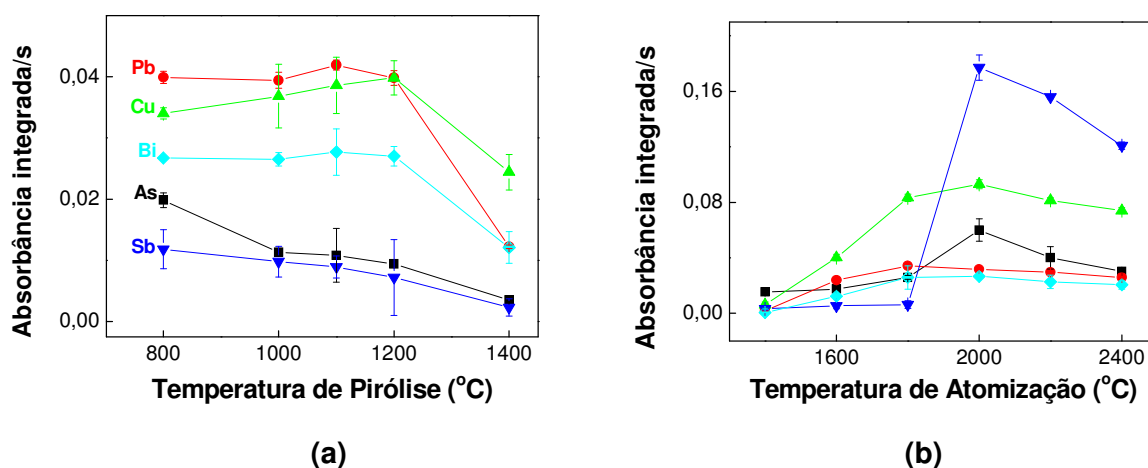 Absorbância integrada/s
0,04
0,02
0,00
Pb
Cu
Bi
As
Sb
800
1000
1200
1400
Temperatura de Pirólise (°C)
(a)
Absorbância integrada/s
0,16
0,08
0,00
1600
2000
2400
Temperatura de Atomização (°C)
(b)